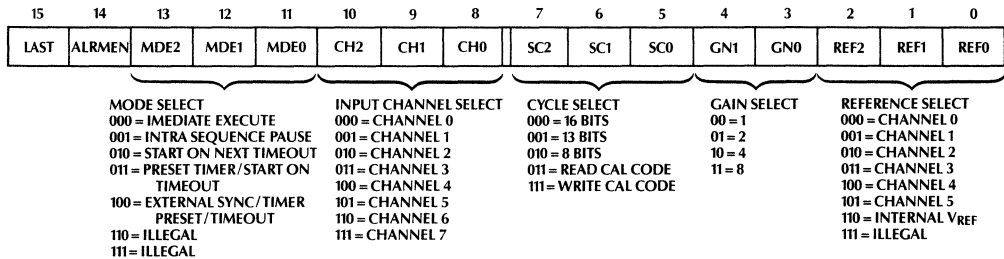 15 14 13 12 11 10 9 8 7 6 5 4 3 2 1 0
LAST ALRMEN MDE2 MDE1 MDE0 CH2 CH1 CH0 SC2 SC1 SC0 GN1 GN0 REF2 REF1 REF0
MODE SELECT
000 = IMEDIATE EXECUTE
001 = INTRA SEQUENCE PAUSE
010 = START ON NEXT TIMEOUT
011 = PRESET TIMER/START ON
TIMEOUT
100 = EXTERNAL SYNC/TIMER
PRESET/TIMEOUT
110 = ILLEGAL
111 = ILLEGAL
INPUT CHANNEL SELECT
000 = CHANNEL 0
001 = CHANNEL 1
010 = CHANNEL 2
011 = CHANNEL 3
100 = CHANNEL 4
101 = CHANNEL 5
110 = CHANNEL 6
111 = CHANNEL 7
CYCLE SELECT
000 = 16 BITS
001 = 13 BITS
010 = 8 BITS
011 = READ CAL CODE
111 = WRITE CAL CODE
GAIN SELECT
00 = 1
01 = 2
10 = 4
11 = 8
REFERENCE SELECT
000 = CHANNEL 0
001 = CHANNEL 1
010 = CHANNEL 2
011 = CHANNEL 3
100 = CHANNEL 4
101 = CHANNEL 5
110 = INTERNAL VREF
111 = ILLEGAL